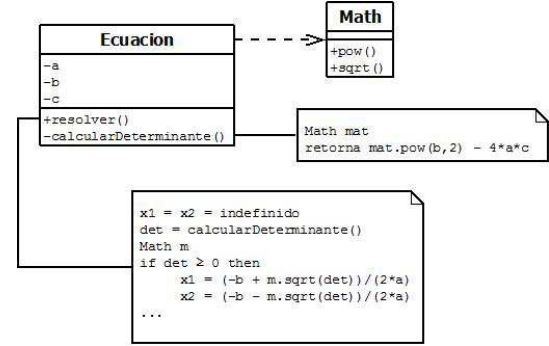 Math
+pow()
+sqrt()
Ecuacion
-a
-b
-c
+resolver()
-calcularDeterminante()
Math mat
retorna mat.pow(b,2) - 4*a*c
x1 = x2 = indefinido
det = calcularDeterminante()
Math m
if det ≥ 0 then
x1 = (-b + m.sqrt(det))/(2*a)
x2 = (-b - m.sqrt(det))/(2*a)
...